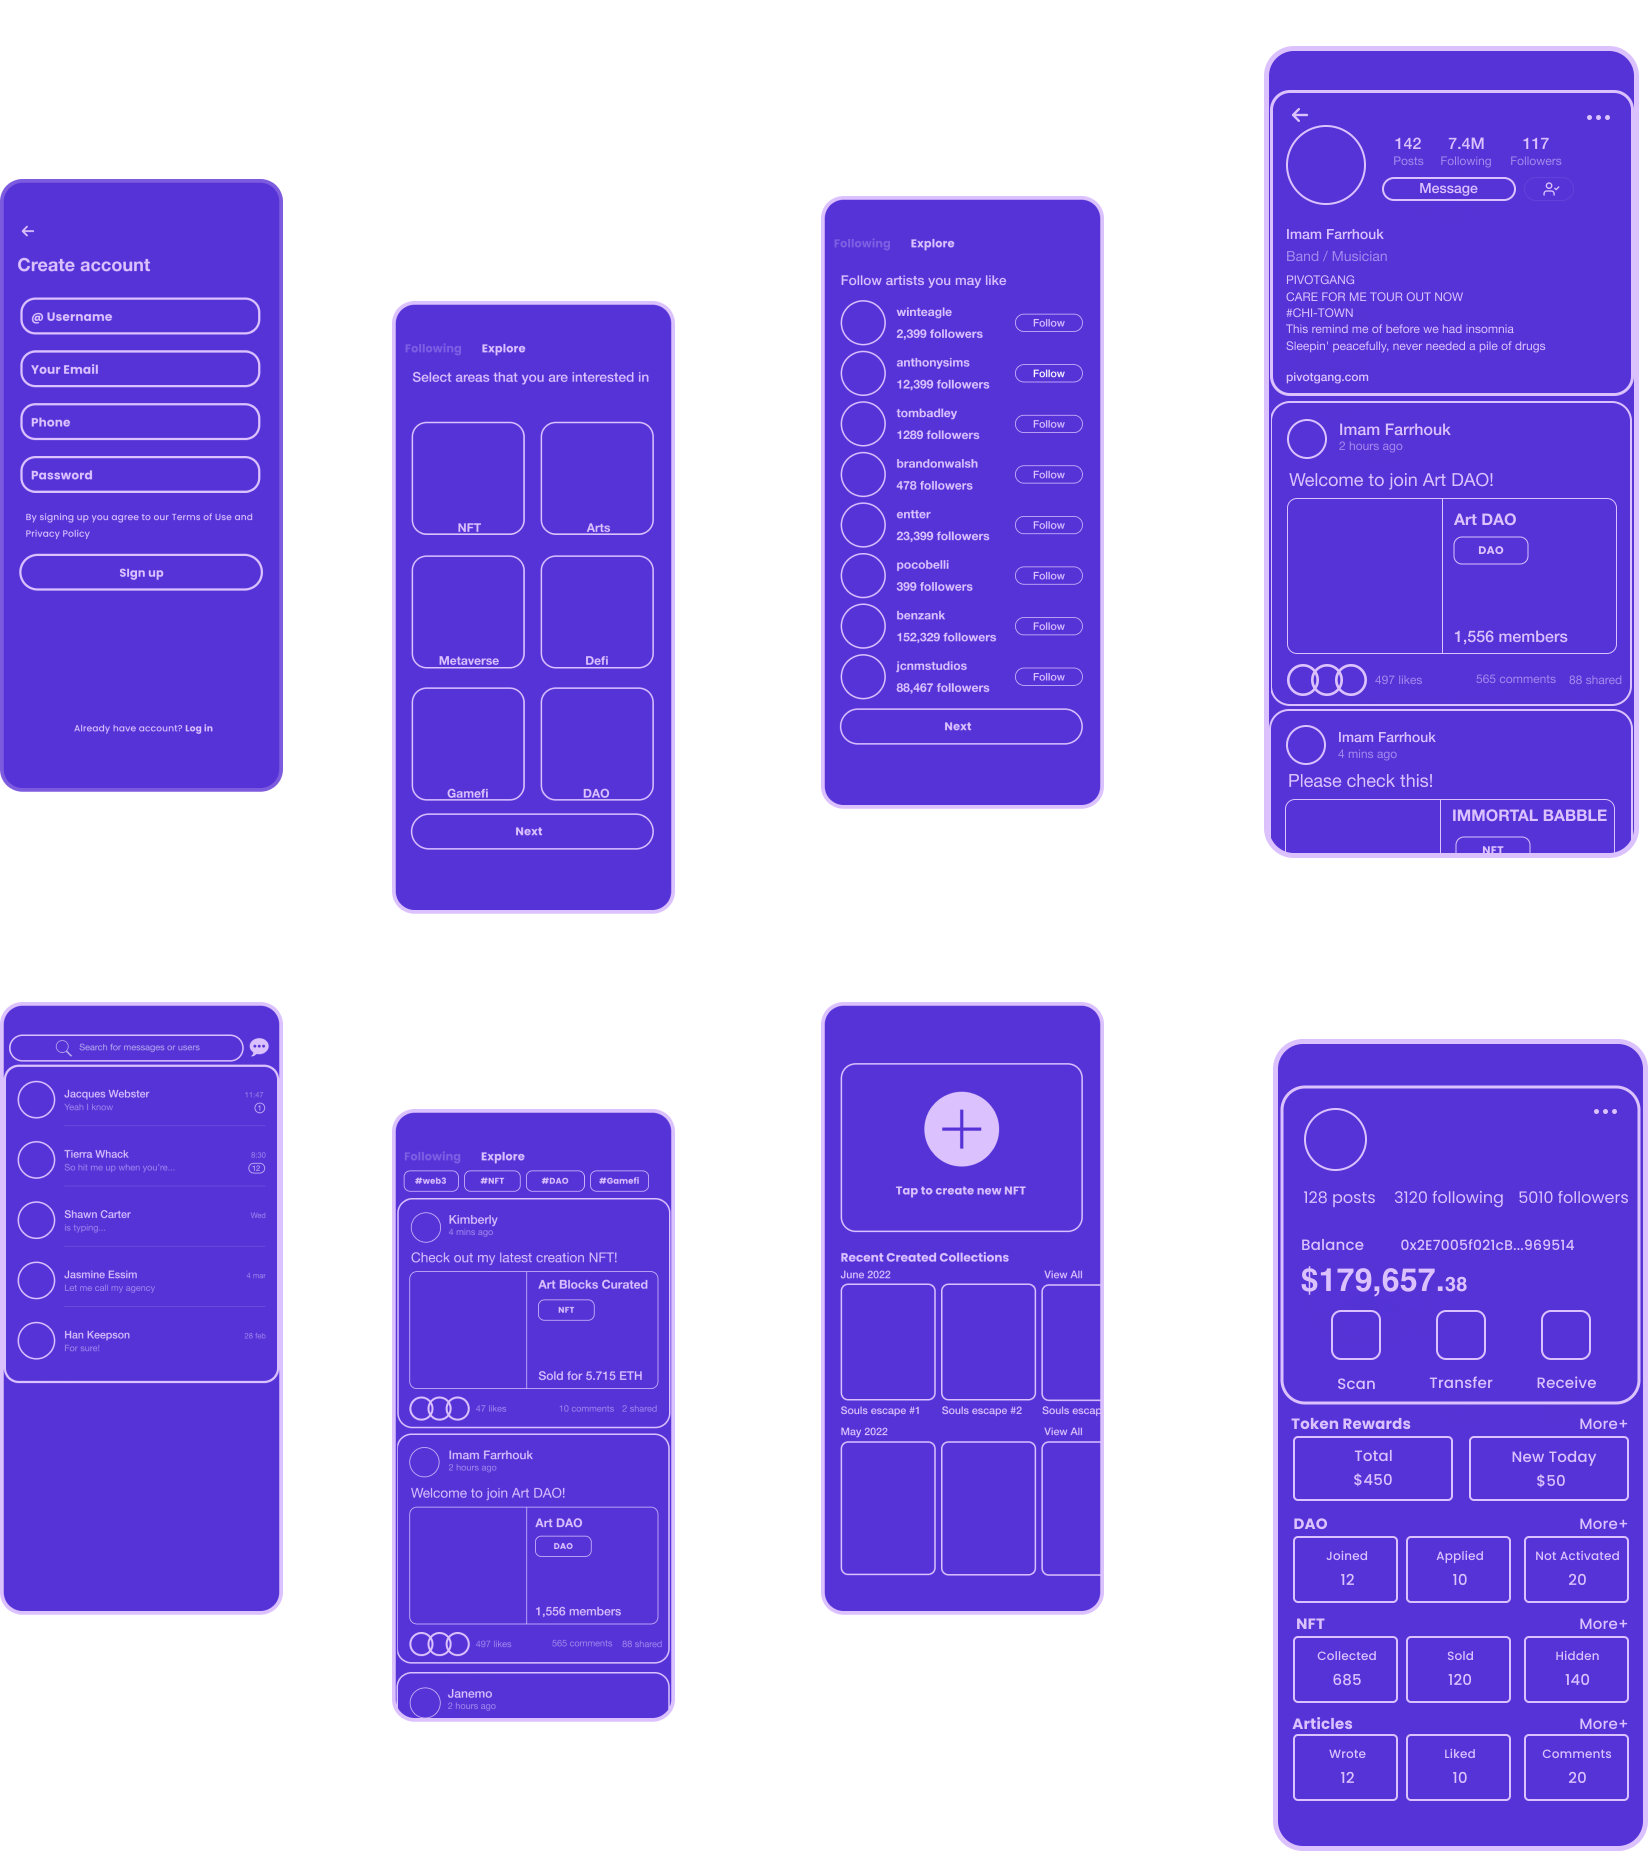 Create account
@ Username
Your Email
Phone
Password
By signing up you agree to our Terms of Use and
Privacy Policy
SIgn up
Already have account? Log in
Following Explore
Select areas that you are interested in
NFT Arts
Metaverse Defi
Gamefi DAO
Next
Following Explore
Follow artists you may like
winteagle
2,399 followers
Follow
anthonysims
12,399 followers
Follow
tombadley
1289 followers
Follow
brandonwalsh
478 followers
Follow
entter
23,399 followers
Follow
pocobelli
399 followers
Follow
benzank
152,329 followers
Follow
jcnmstudios
88,467 followers
Follow
Next
142 7.4M 117
Posts Following Followers
Message
Imam Farrhouk
Band / Musician
PIVOTGANG
CARE FOR ME TOUR OUT NOW
#CHI-TOWN
This remind me of before we had insomnia
Sleepin' peacefully, never needed a pile of drugs
pivotgang.com
Imam Farrhouk
2 hours ago
Welcome to join Art DAO!
Art DAO
DAO
1,556 members
497 likes 565 comments 88 shared
Imam Farrhouk
4 mins ago
Please check this!
IMMORTAL BABBLE
NFT
Search for messages or users
Jacques Webster 11:47
Yeah I know 1
Tierra Whack 8:30
So hit me up when you're... 12
Shawn Carter Wed
is typing...
Jasmine Essim 4 mar
Let me call my agency
Han Keepson 28 feb
For sure!
Following Explore
#web3 #NFT #DAO #Gamefi
Kimberly
4 mins ago
Check out my latest creation NFT!
Art Blocks Curated
NFT
Sold for 5.715 ETH
47 likes 10 comments 2 shared
Imam Farrhouk
2 hours ago
Welcome to join Art DAO!
Art DAO
DAO
1,556 members
497 likes 565 comments 88 shared
Janemo
2 hours ago
Tap to create new NFT
Recent Created Collections
June 2022 View All
Souls escape #1 Souls escape #2 Souls escap
May 2022 View All
128 posts 3120 following 5010 followers
Balance 0x2E7005f021cB...969514
$179,657.38
Scan Transfer Receive
Token Rewards More+
Total New Today
$450 $50
DAO More+
Joined Applied Not Activated
12 10 20
NFT More+
Collected Sold Hidden
685 120 140
Articles More+
Wrote Liked Comments
12 10 20